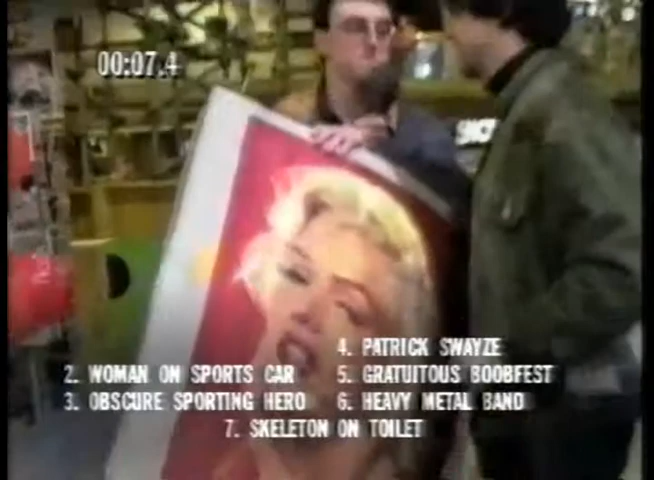 00:07.4
4. PATRICK SWAYZE
2. WOMAN ON SPORTS CAR
5. GRATUITOUS BOOBFEST
3. OBSCURE SPORTING HERO
6. HEAVY METAL BAND
7. SKELETON ON TOILET